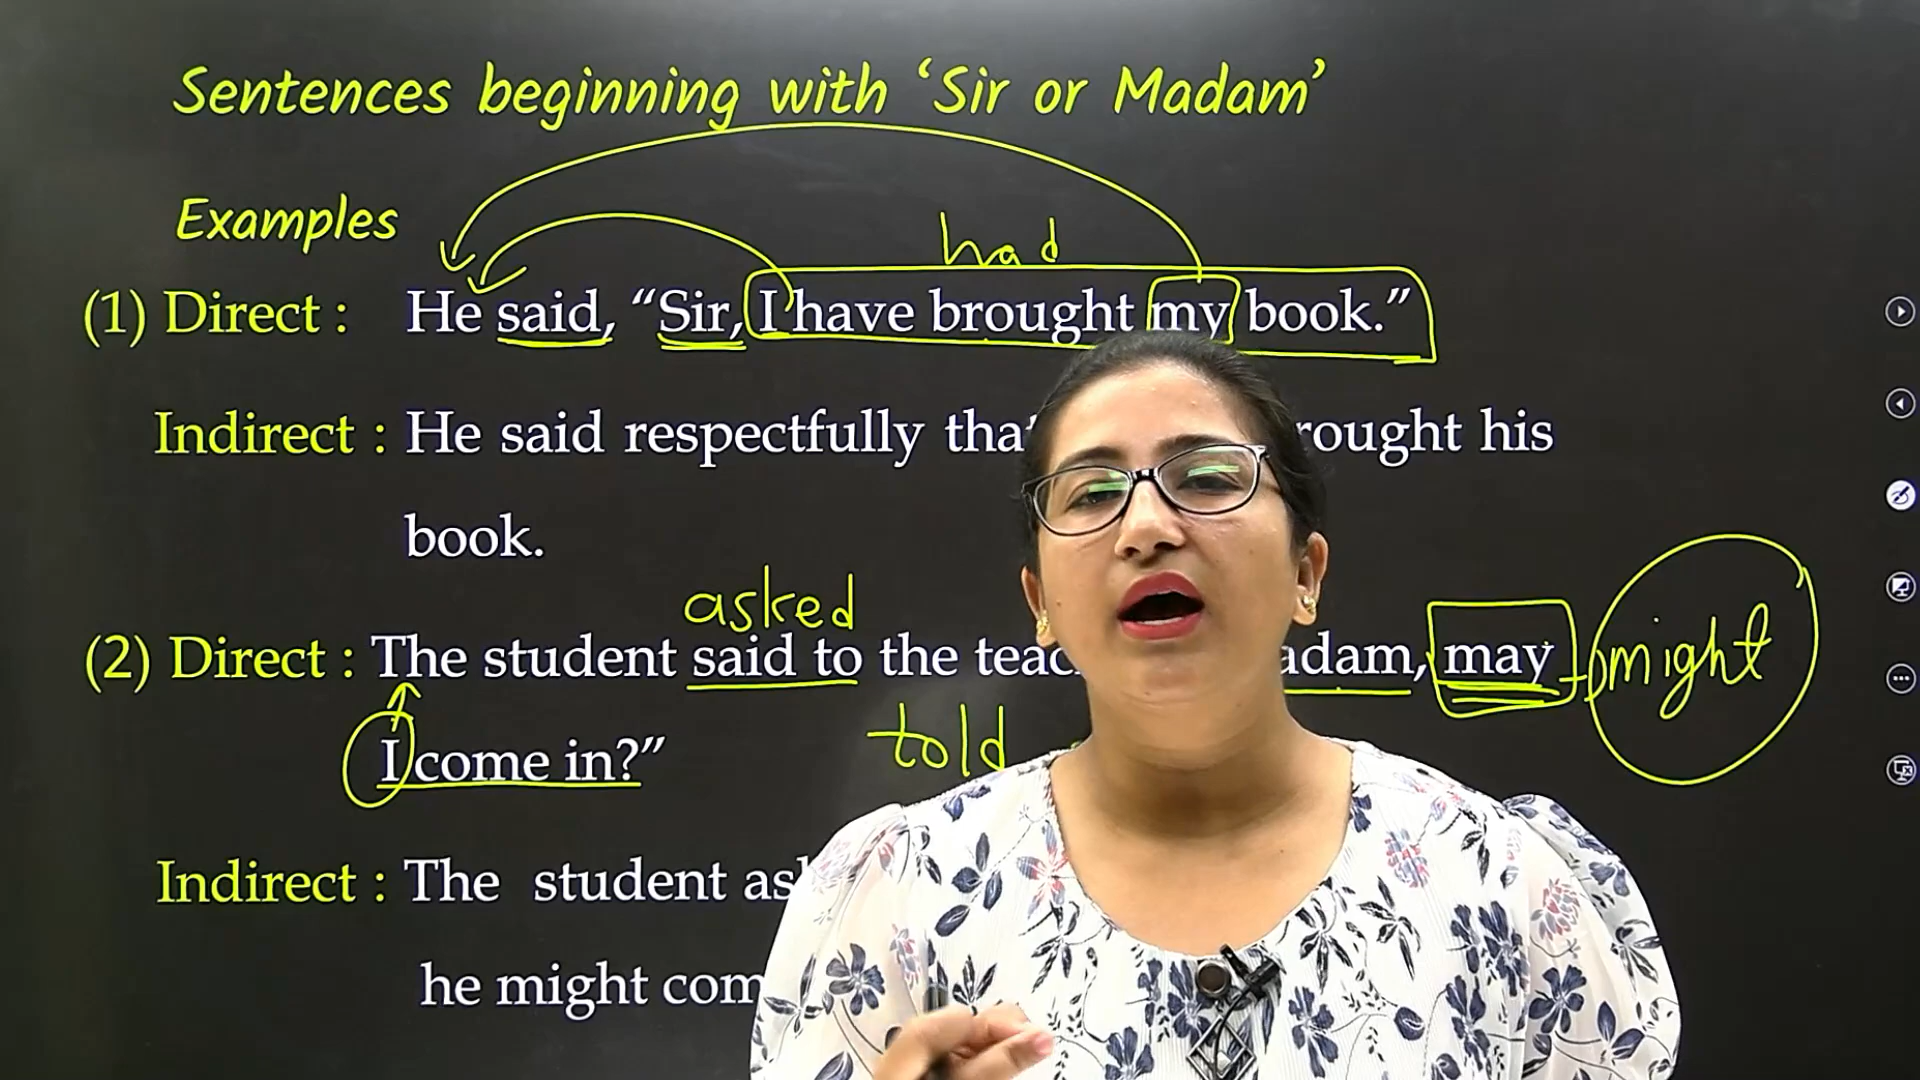 Sentences beginning with ‘Sir or Madam’
Examples
had
(1) Direct : He said, “Sir, I have brought my book.”
Indirect : He said respectfully that rought his
book.
asked
(2) Direct : The student said to the teac adam, may might
I come in?” told
Indirect : The student as
he might com